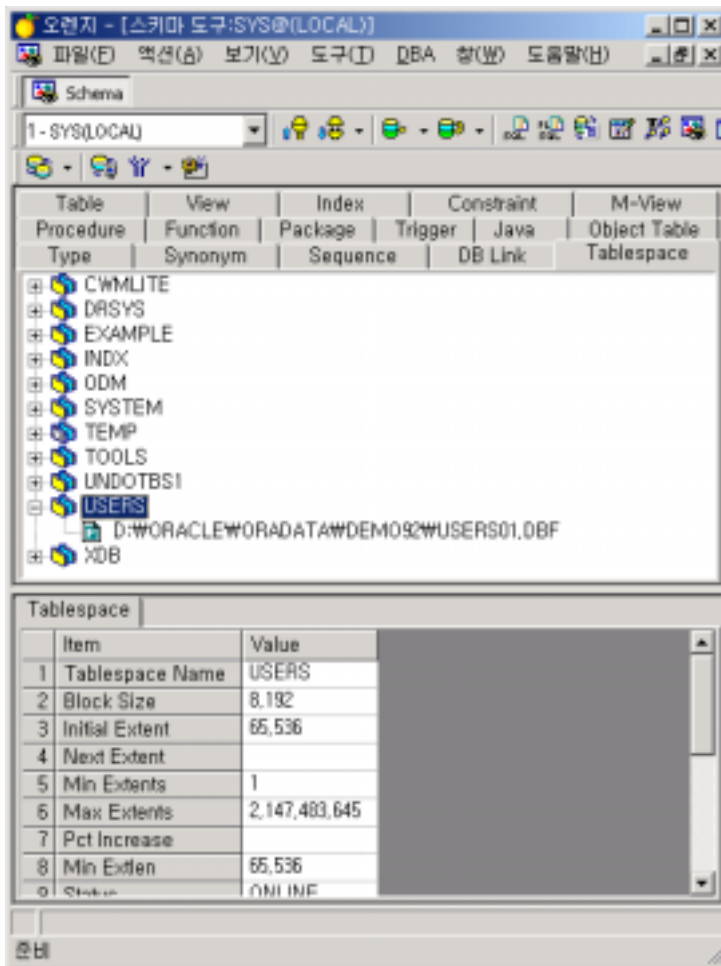 오렌지 - [스키마 도구:SYS@(LOCAL)]
파일(F) 액션(A) 보기(V) 도구(T) DBA 창(W) 도움말(H)
Schema
1 - SYS(LOCAL)
Table View Index Constraint M-View
Procedure Function Package Trigger Java Object Table
Type Synonym Sequence DB Link Tablespace
CWMLITE
DRSYS
EXAMPLE
INDX
ODM
SYSTEM
TEMP
TOOLS
UNDOTBS1
USERS
D:₩ORACLE₩ORADATA₩DEMO92₩USERS01.DBF
XDB
Tablespace
Item Value
1 Tablespace Name USERS
2 Block Size 8,192
3 Initial Extent 65,536
4 Next Extent
5 Min Extents 1
6 Max Extents 2,147,483,645
7 Pct Increase
8 Min Extlen 65,536
9 Status ONLINE
준비